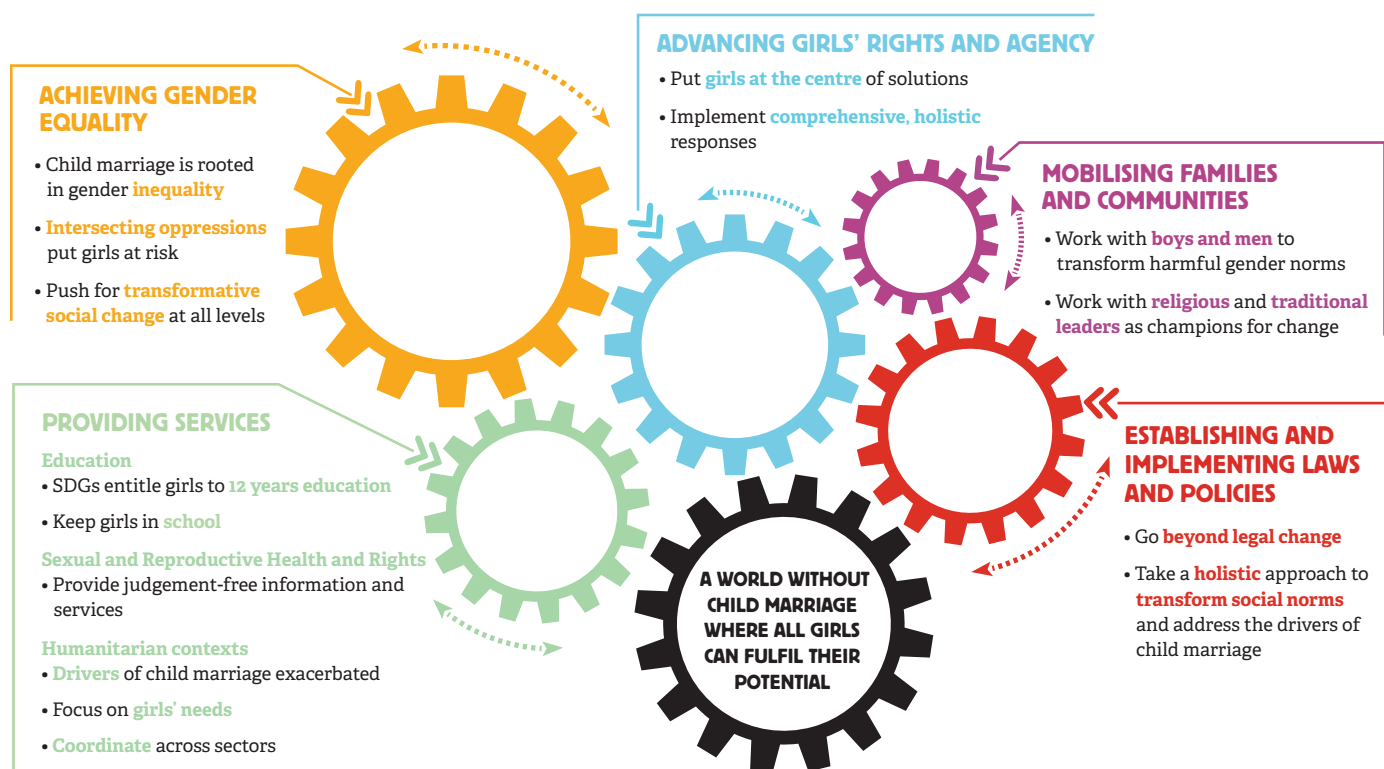 ACHIEVING GENDER
EQUALITY
• Child marriage is rooted
in gender inequality
• Intersecting oppressions
put girls at risk
• Push for transformative
social change at all levels
ADVANCING GIRLS' RIGHTS AND AGENCY
• Put girls at the centre of solutions
• Implement comprehensive, holistic
responses
MOBILISING FAMILIES
AND COMMUNITIES
• Work with boys and men to
transform harmful gender norms
• Work with religious and traditional
leaders as champions for change
PROVIDING SERVICES
Education
• SDGs entitle girls to 12 years education
• Keep girls in school
Sexual and Reproductive Health and Rights
• Provide judgement-free information and
services
Humanitarian contexts
• Drivers of child marriage exacerbated
• Focus on girls' needs
• Coordinate across sectors
A WORLD WITHOUT
CHILD MARRIAGE
WHERE ALL GIRLS
CAN FULFIL THEIR
POTENTIAL
ESTABLISHING AND
IMPLEMENTING LAWS
AND POLICIES
• Go beyond legal change
• Take a holistic approach to
transform social norms
and address the drivers of
child marriage